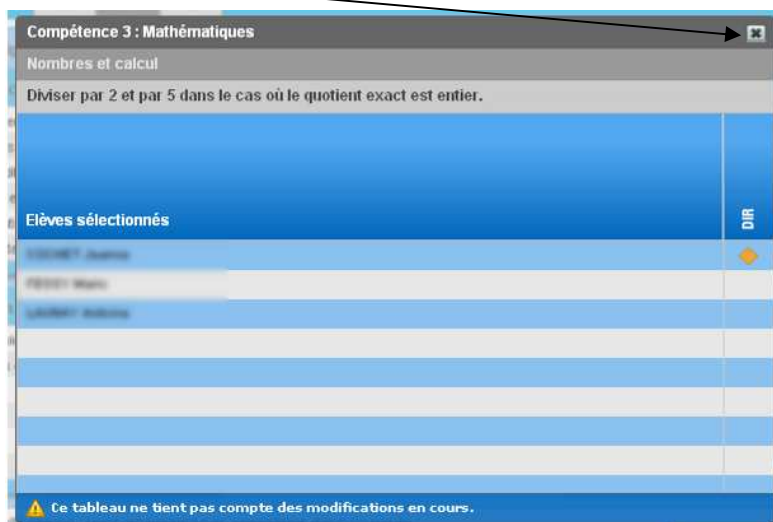 Compétence 3 : Mathématiques
Nombres et calcul
Diviser par 2 et par 5 dans le cas où le quotient exact est entier.
Elèves sélectionnés
DIR
Ce tableau ne tient pas compte des modifications en cours.